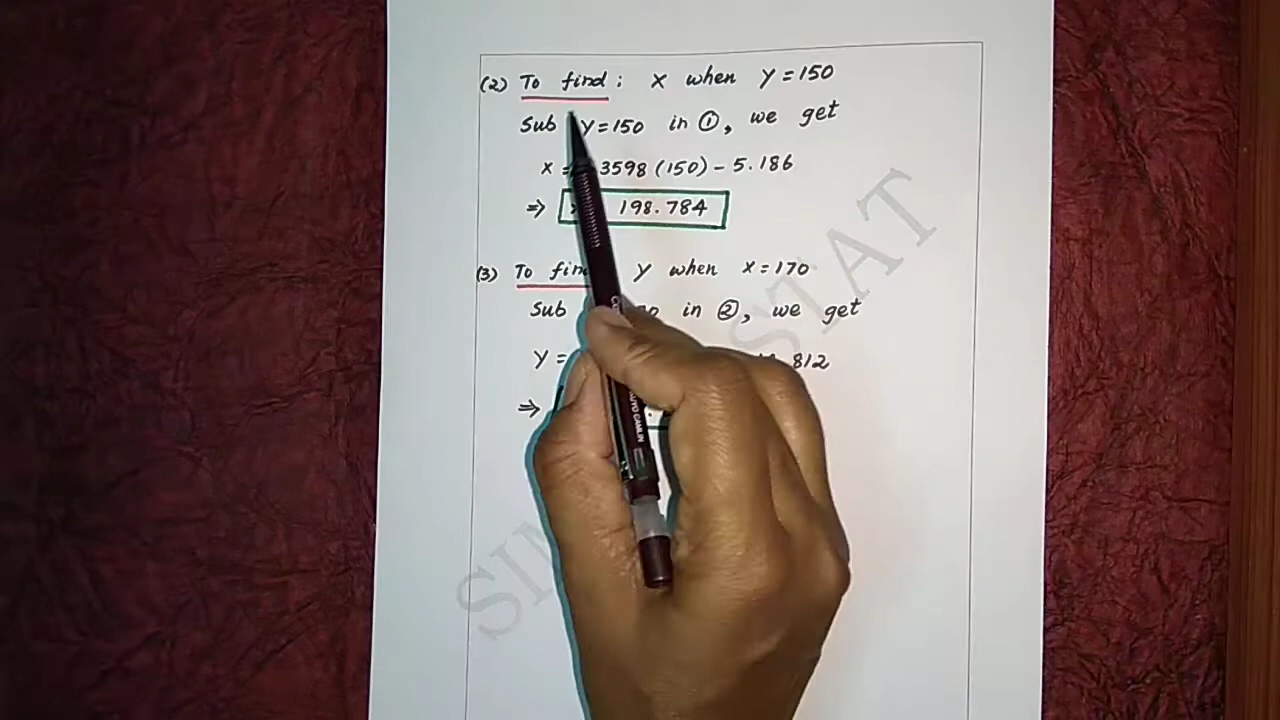 (2) To find: x when y = 150
Sub y = 150 in ①, we get
x = 3598 (150) - 5.186
⇒ 198.784
(3) To find y when x = 170
Sub in ②, we get
y = 812
⇒
STAT